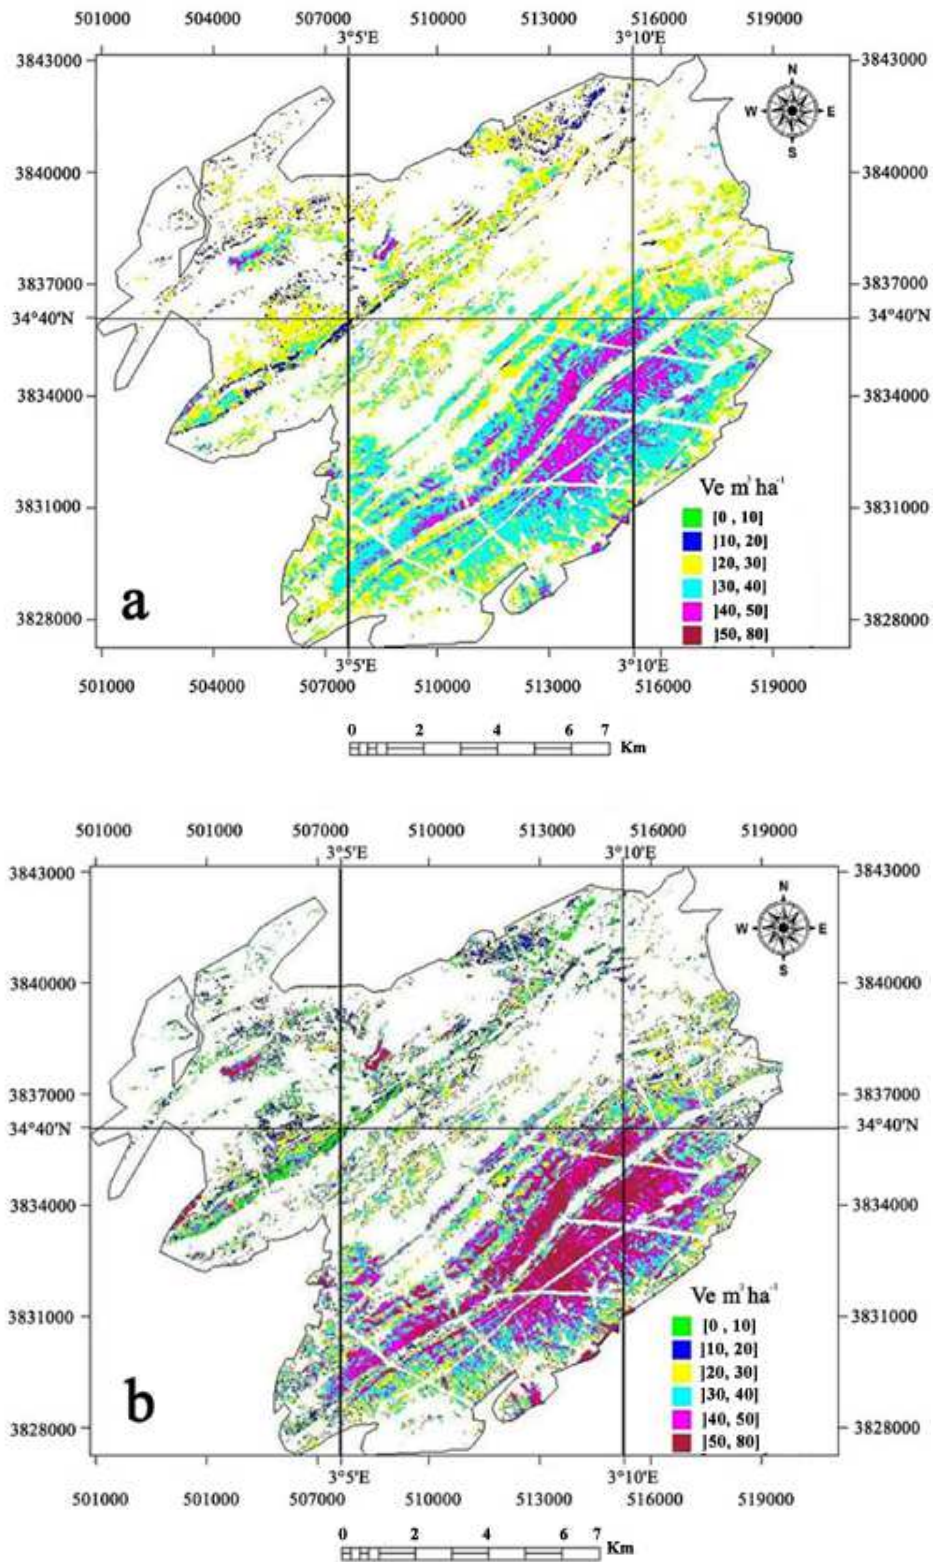 501000 504000 507000 510000 513000 516000 519000
3°5'E 3°10'E
3843000 3843000
N
W E
S
3840000 3840000
3837000 3837000
34°40'N 34°40'N
3834000 3834000
3831000 3831000
Ve m³ ha⁻¹
[0 , 10]
]10, 20]
]20, 30]
]30, 40]
]40, 50]
]50, 80]
a
3828000 3828000
3°5'E 3°10'E
501000 504000 507000 510000 513000 516000 519000
0 2 4 6 7
Km
501000 501000 507000 510000 513000 516000 519000
3°5'E 3°10'E
3843000 3843000
N
W E
S
3840000 3840000
3837000 3837000
34°40'N 34°40'N
3834000 3834000
3831000 3831000
Ve m³ ha⁻¹
[0 , 10]
]10, 20]
]20, 30]
]30, 40]
]40, 50]
]50, 80]
b
3828000 3828000
3°5'E 3°10'E
501000 501000 507000 510000 513000 516000 519000
0 2 4 6 7
Km